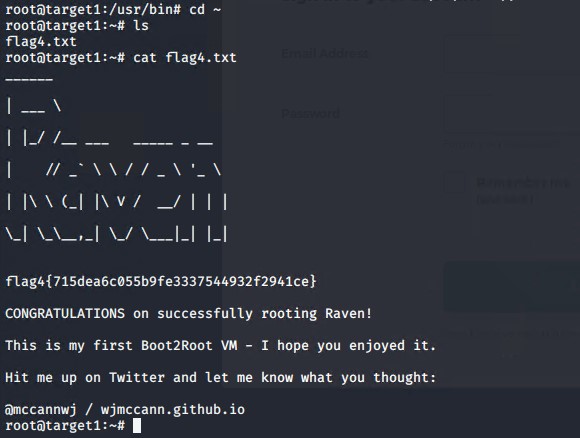 root@target1:/usr/bin# cd ~
root@target1:~# ls
flag4.txt
root@target1:~# cat flag4.txt
______
| ___ \
| |_/ /__ ___   _____ _ __
|    // _` \ \ / / _ \ '_ \
| |\ \ (_| |\ V /  __/ | | |
\_| \_\__,_| \_/ \___|_| |_|
flag4{715dea6c055b9fe3337544932f2941ce}
CONGRATULATIONS on successfully rooting Raven!
This is my first Boot2Root VM - I hope you enjoyed it.
Hit me up on Twitter and let me know what you thought:
@mccannwj / wjmccann.github.io
root@target1:~#
Email Address
Password